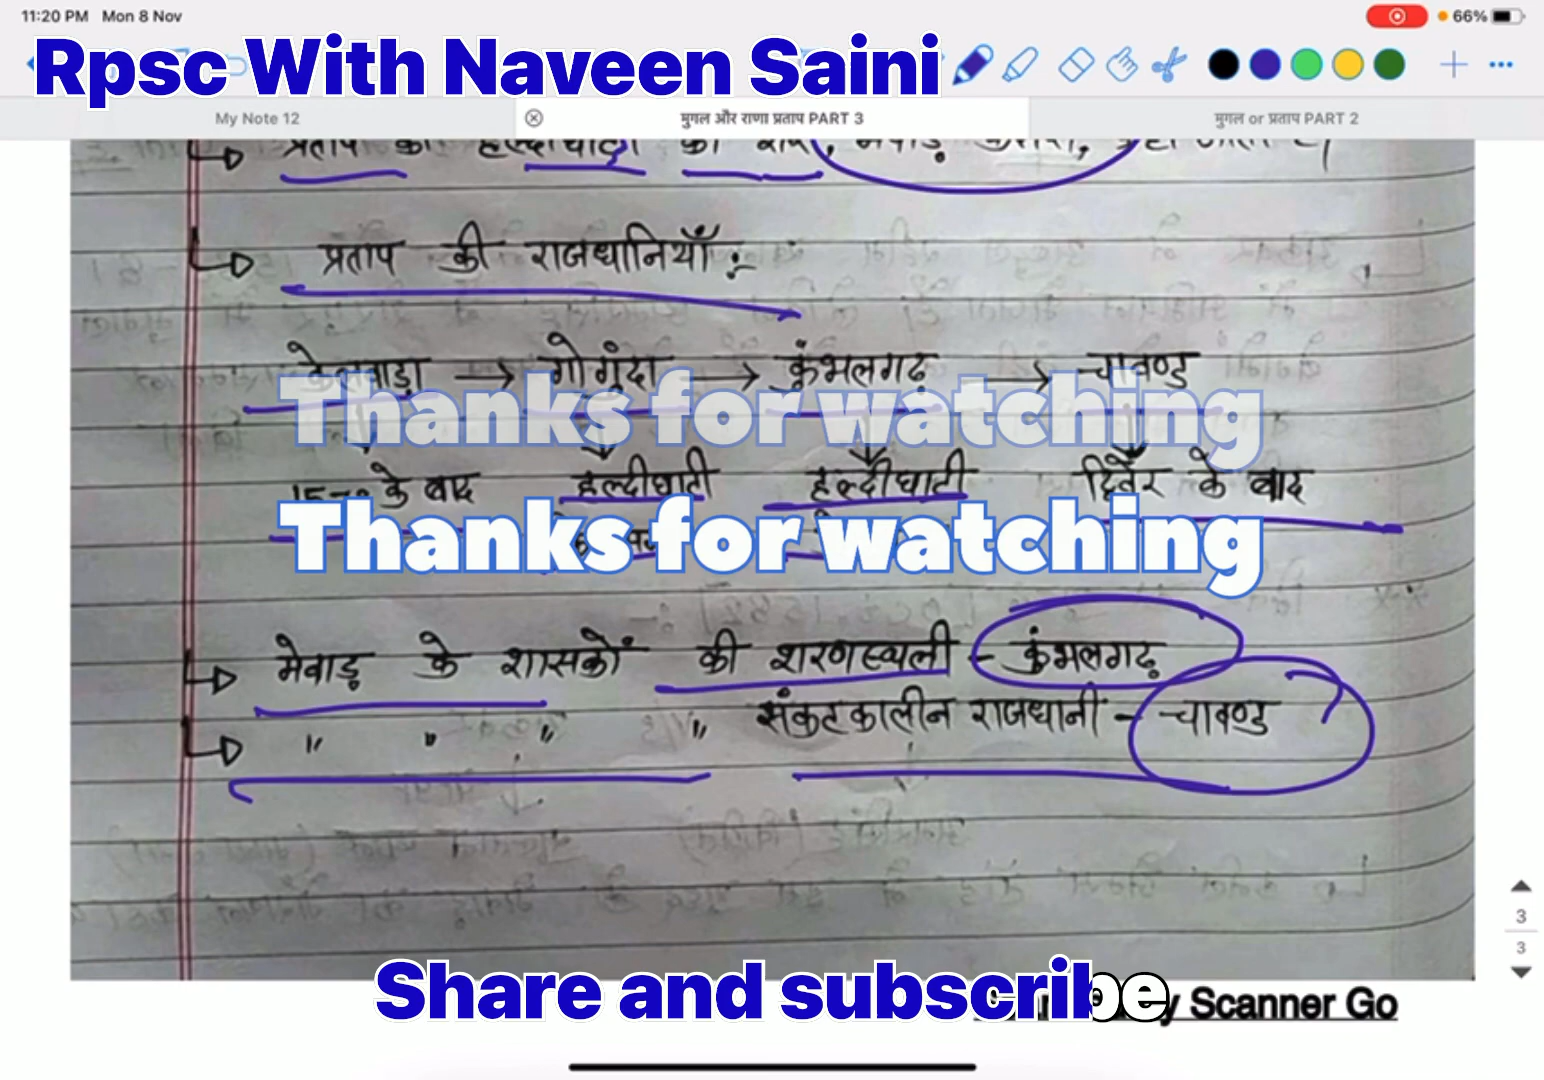 11:20 PM Mon 8 Nov
66%
Rpsc With Naveen Saini
My Note 12
मुगल और राणा प्रताप PART 3
मुगल or प्रताप PART 2
प्रताप को हल्दीघाटी का शेर,
प्रताप की राजधानियाँ :-
→ गोगुंदा → कुंभलगढ़ → चावण्ड
Thanks for watching
के बाद हल्दीघाटी हल्दीघाटी दिवेर के बाद
Thanks for watching
मेवाड़ के शासकों की शरणस्थली - कुंभलगढ़
" " " " संकटकालीन राजधानी - चावण्ड
3
3
Share and subscribe
y Scanner Go